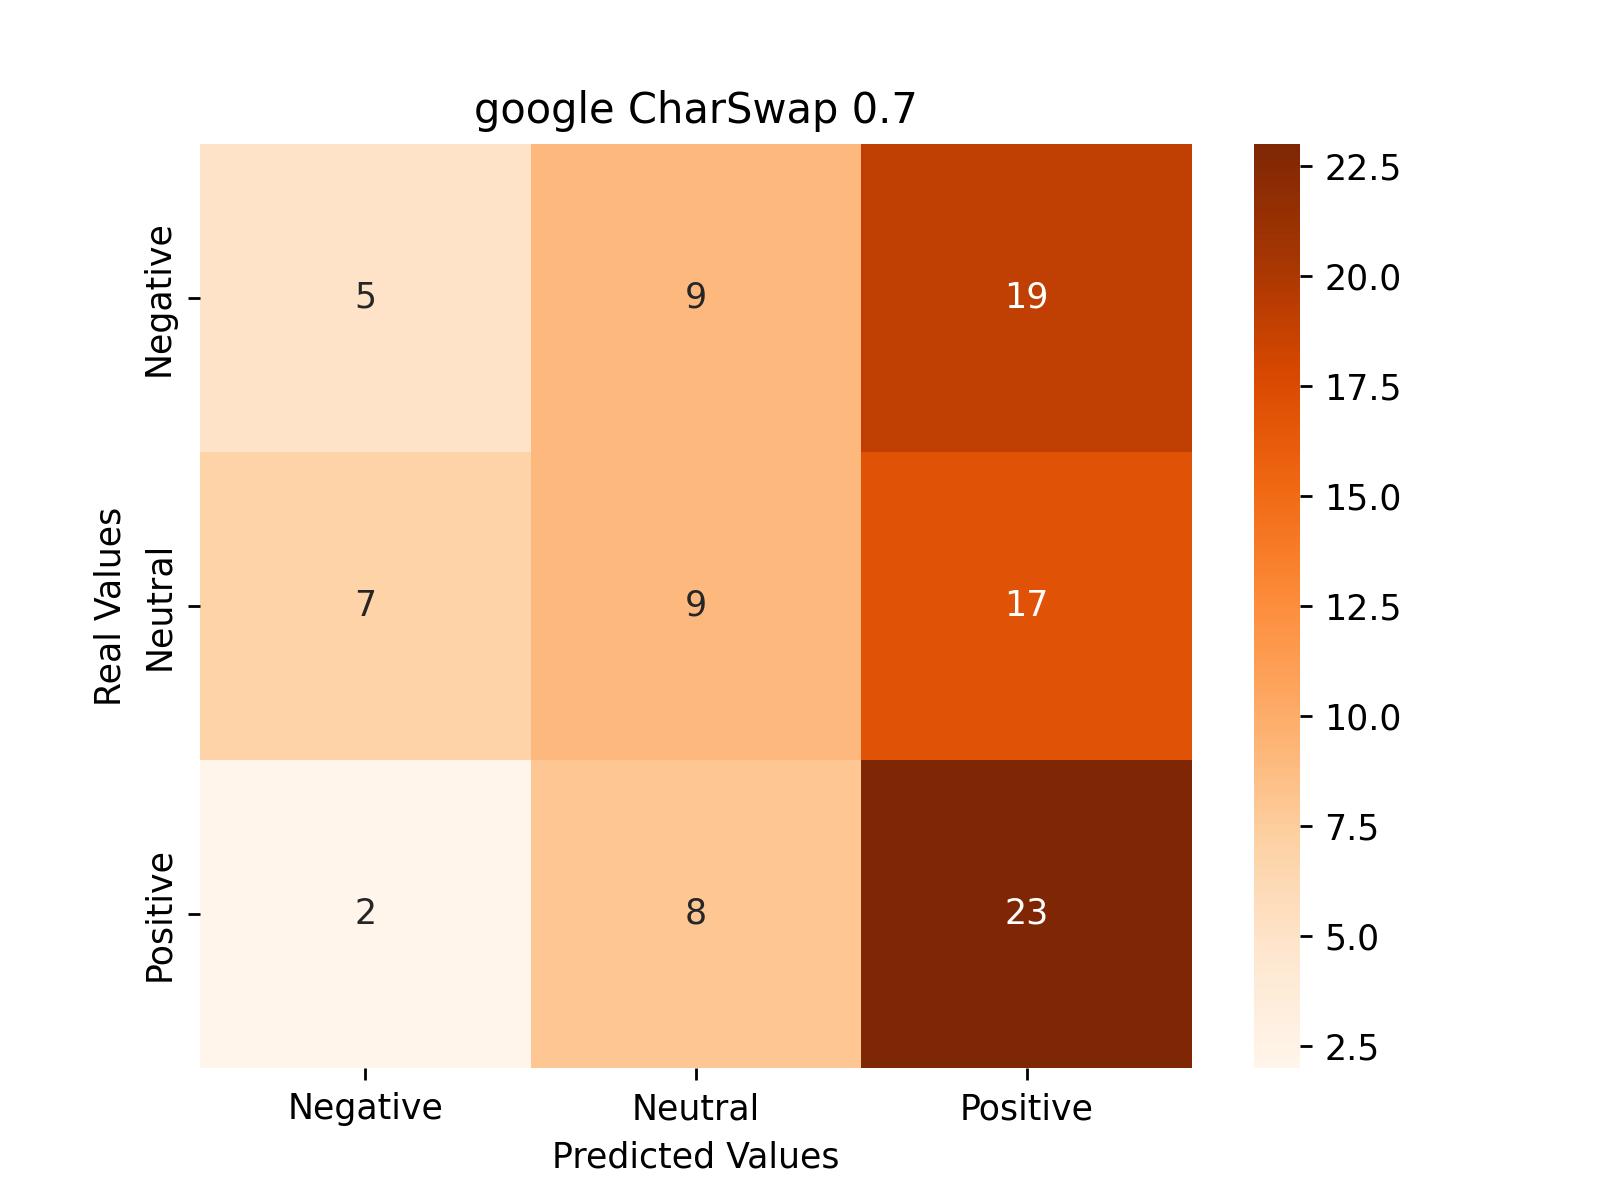 google CharSwap 0.7
Real Values
Negative
5 9 19
Neutral
7 9 17
Positive
2 8 23
Negative Neutral Positive
Predicted Values
22.5
20.0
17.5
15.0
12.5
10.0
7.5
5.0
2.5